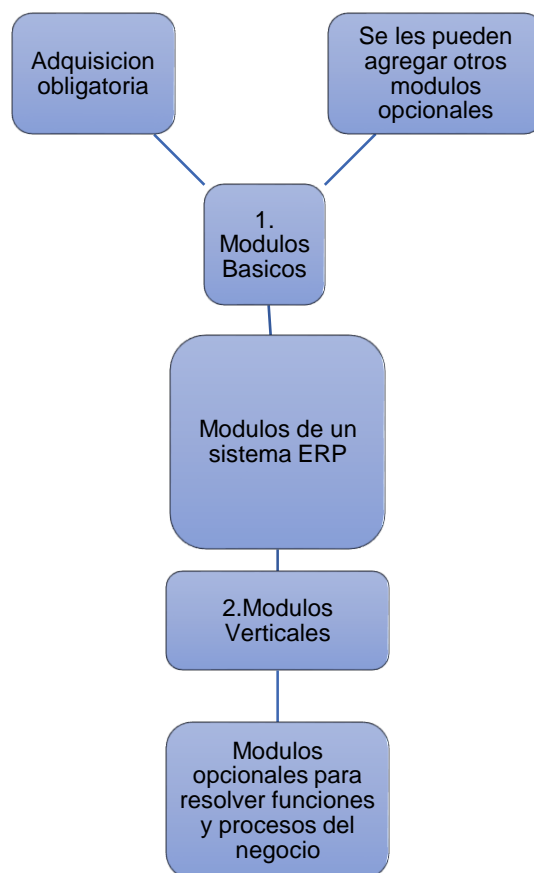 Adquisicion
obligatoria
Se les pueden
agregar otros
modulos
opcionales
1.
Modulos
Basicos
Modulos de un
sistema ERP
2.Modulos
Verticales
Modulos
opcionales para
resolver funciones
y procesos del
negocio